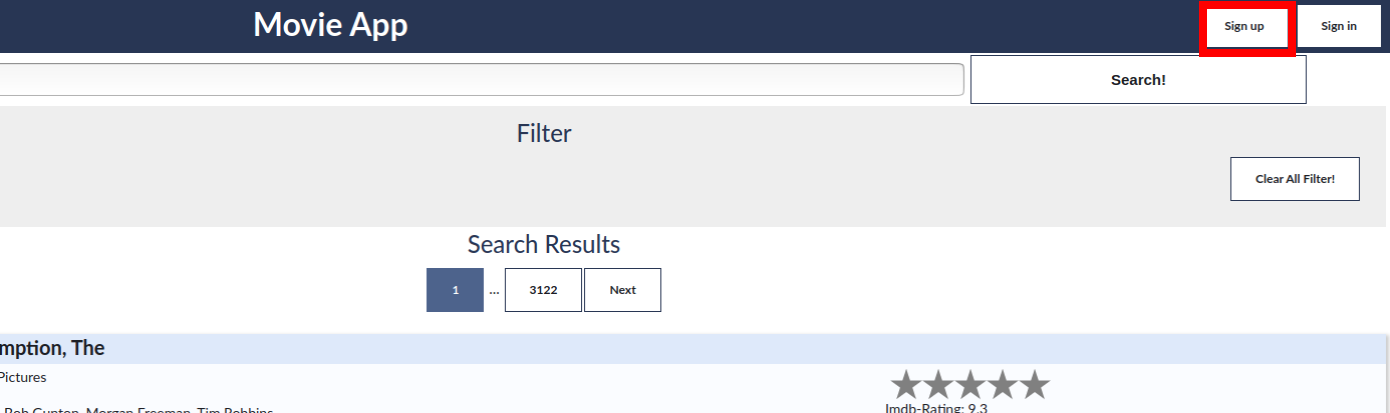 Movie App
Sign up
Sign in
Search!
Filter
Clear All Filter!
Search Results
1 ... 3122 Next
mption, The
Pictures
Bob Gunton, Morgan Freeman, Tim Robbins
Imdb-Rating: 9.3